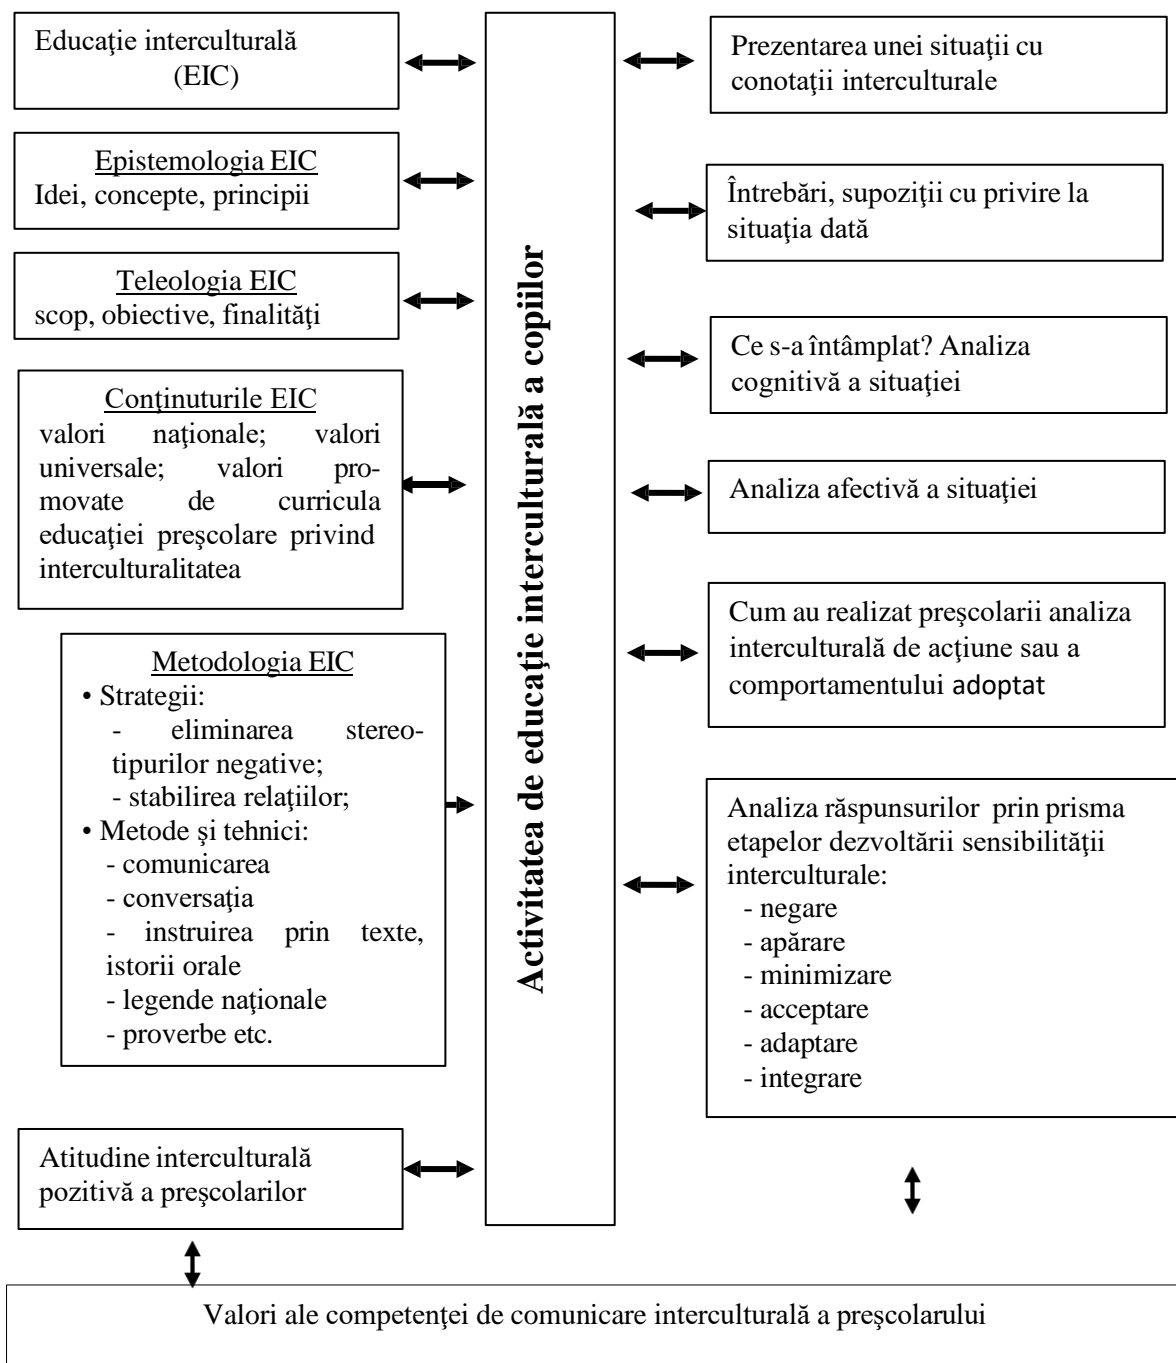 Educaţie interculturală
(EIC)
Epistemologia EIC
Idei, concepte, principii
Teleologia EIC
scop, obiective, finalităţi
Conţinuturile EIC
valori naţionale; valori
universale; valori pro-
movate de curricula
educaţiei preşcolare privind
interculturalitatea
Metodologia EIC
• Strategii:
- eliminarea stereo-
tipurilor negative;
- stabilirea relaţiilor;
• Metode şi tehnici:
- comunicarea
- conversaţia
- instruirea prin texte,
istorii orale
- legende naţionale
- proverbe etc.
Atitudine interculturală
pozitivă a preşcolarilor
Activitatea de educaţie interculturală a copiilor
Prezentarea unei situaţii cu
conotaţii interculturale
Întrebări, supoziţii cu privire la
situaţia dată
Ce s-a întâmplat? Analiza
cognitivă a situaţiei
Analiza afectivă a situaţiei
Cum au realizat preşcolarii analiza
interculturală de acţiune sau a
comportamentului adoptat
Analiza răspunsurilor prin prisma
etapelor dezvoltării sensibilităţii
interculturale:
- negare
- apărare
- minimizare
- acceptare
- adaptare
- integrare
Valori ale competenţei de comunicare interculturală a preşcolarului